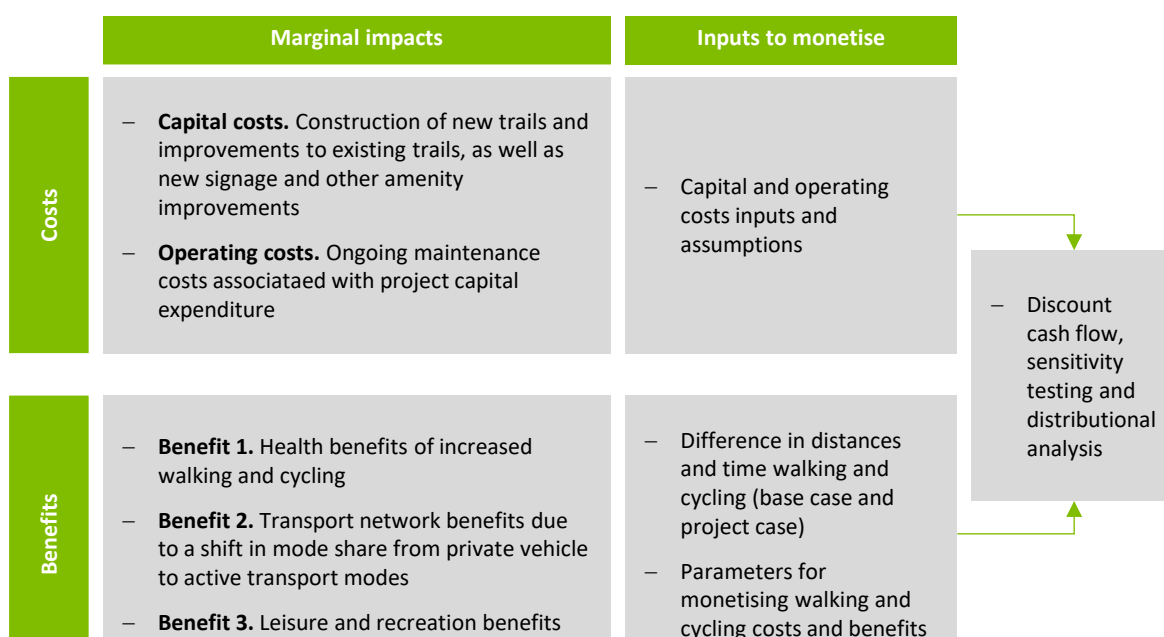 Marginal impacts
Inputs to monetise
Costs
– Capital costs. Construction of new trails and
improvements to existing trails, as well as
new signage and other amenity
improvements
– Operating costs. Ongoing maintenance
costs associataed with project capital
expenditure
– Capital and operating
costs inputs and
assumptions
– Discount
cash flow,
sensitivity
testing and
distributional
analysis
Benefits
– Benefit 1. Health benefits of increased
walking and cycling
– Benefit 2. Transport network benefits due
to a shift in mode share from private vehicle
to active transport modes
– Benefit 3. Leisure and recreation benefits
– Difference in distances
and time walking and
cycling (base case and
project case)
– Parameters for
monetising walking and
cycling costs and benefits